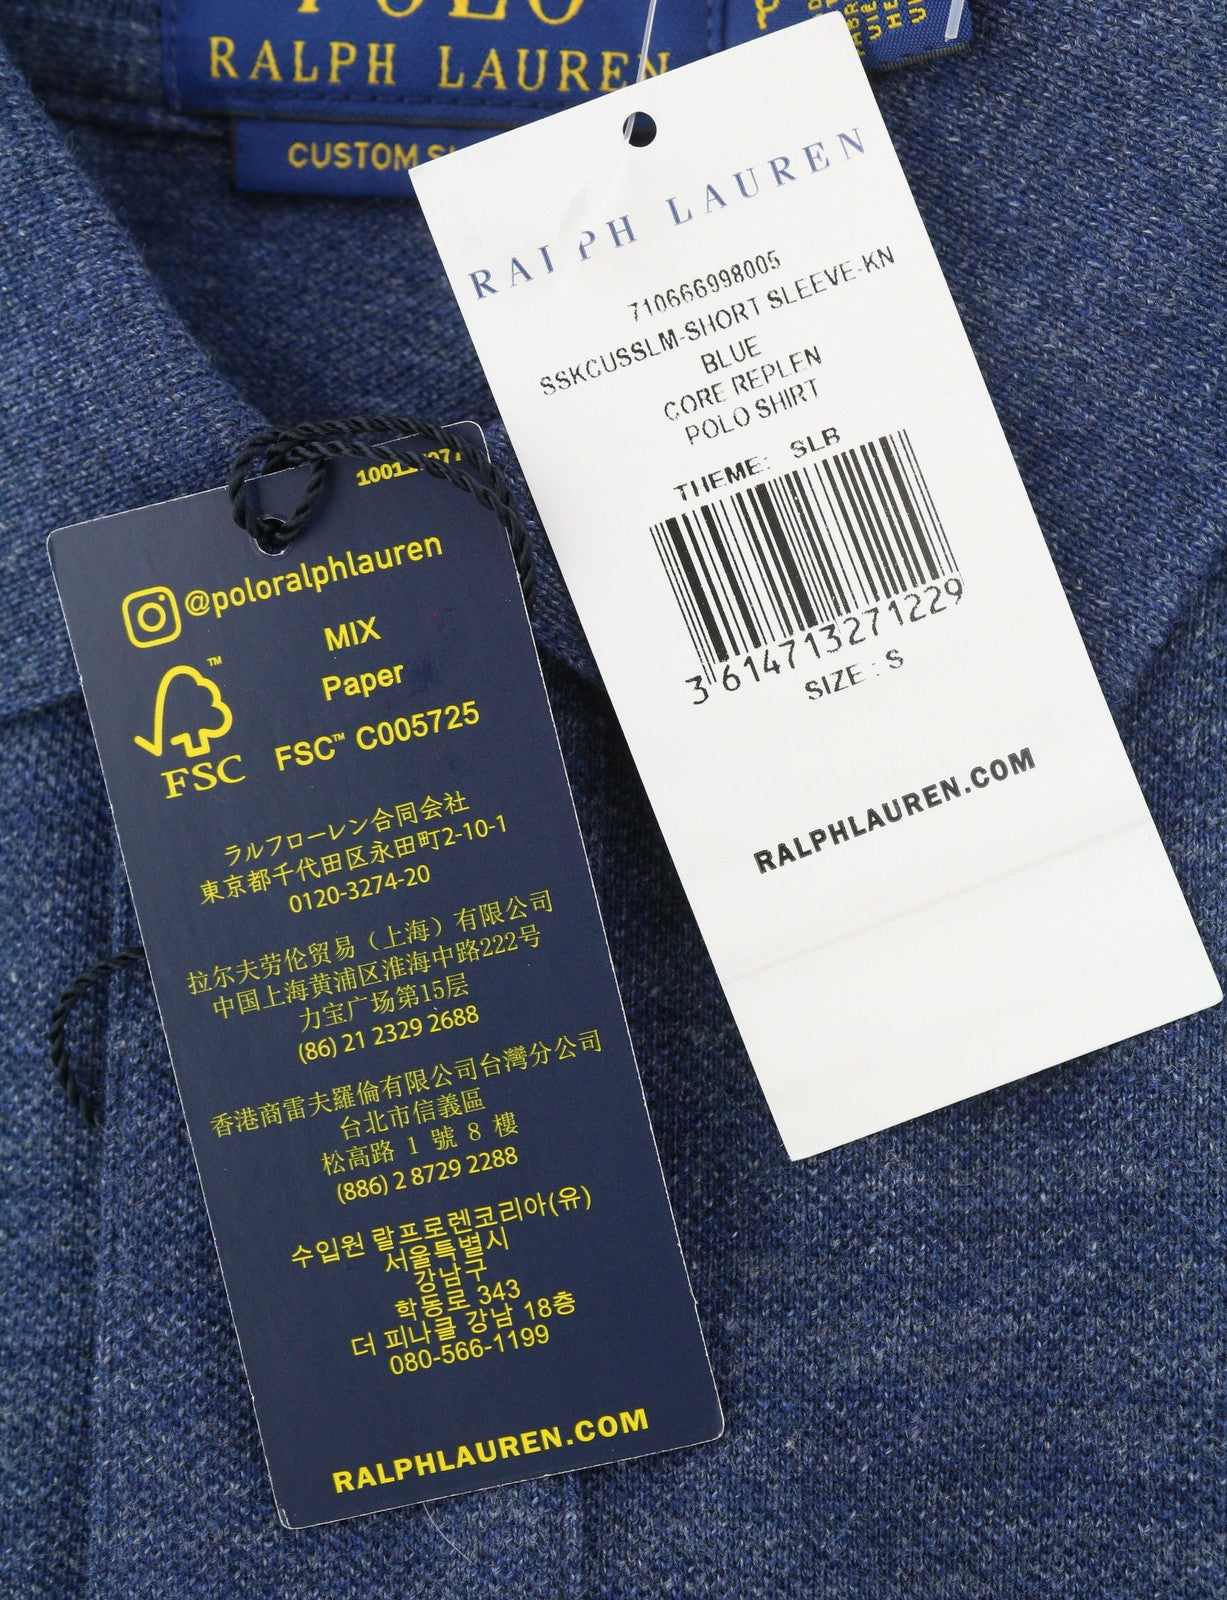 POLO
RALPH LAUREN
CUSTOM
RALPH LAUREN
710666998005
SSKCUSSLM-SHORT SLEEVE-KN
BLUE
CORE REPLEN
POLO SHIRT
THEME: SLB
3 614713271229
SIZE : S
RALPHLAUREN.COM
@poloralphlauren
MIX
Paper
FSC™ C005725
™
FSC
ラルフローレン合同会社
東京都千代田区永田町2-10-1
0120-3274-20
拉尔夫劳伦贸易（上海）有限公司
中国上海黄浦区淮海中路222号
力宝广场第15层
(86) 21 2329 2688
香港商雷夫羅倫有限公司台灣分公司
台北市信義區
松高路 1 號 8 樓
(886) 2 8729 2288
수입원 랄프로렌코리아(유)
서울특별시
강남구
학동로 343
더 피나클 강남 18층
080-566-1199
RALPHLAUREN.COM